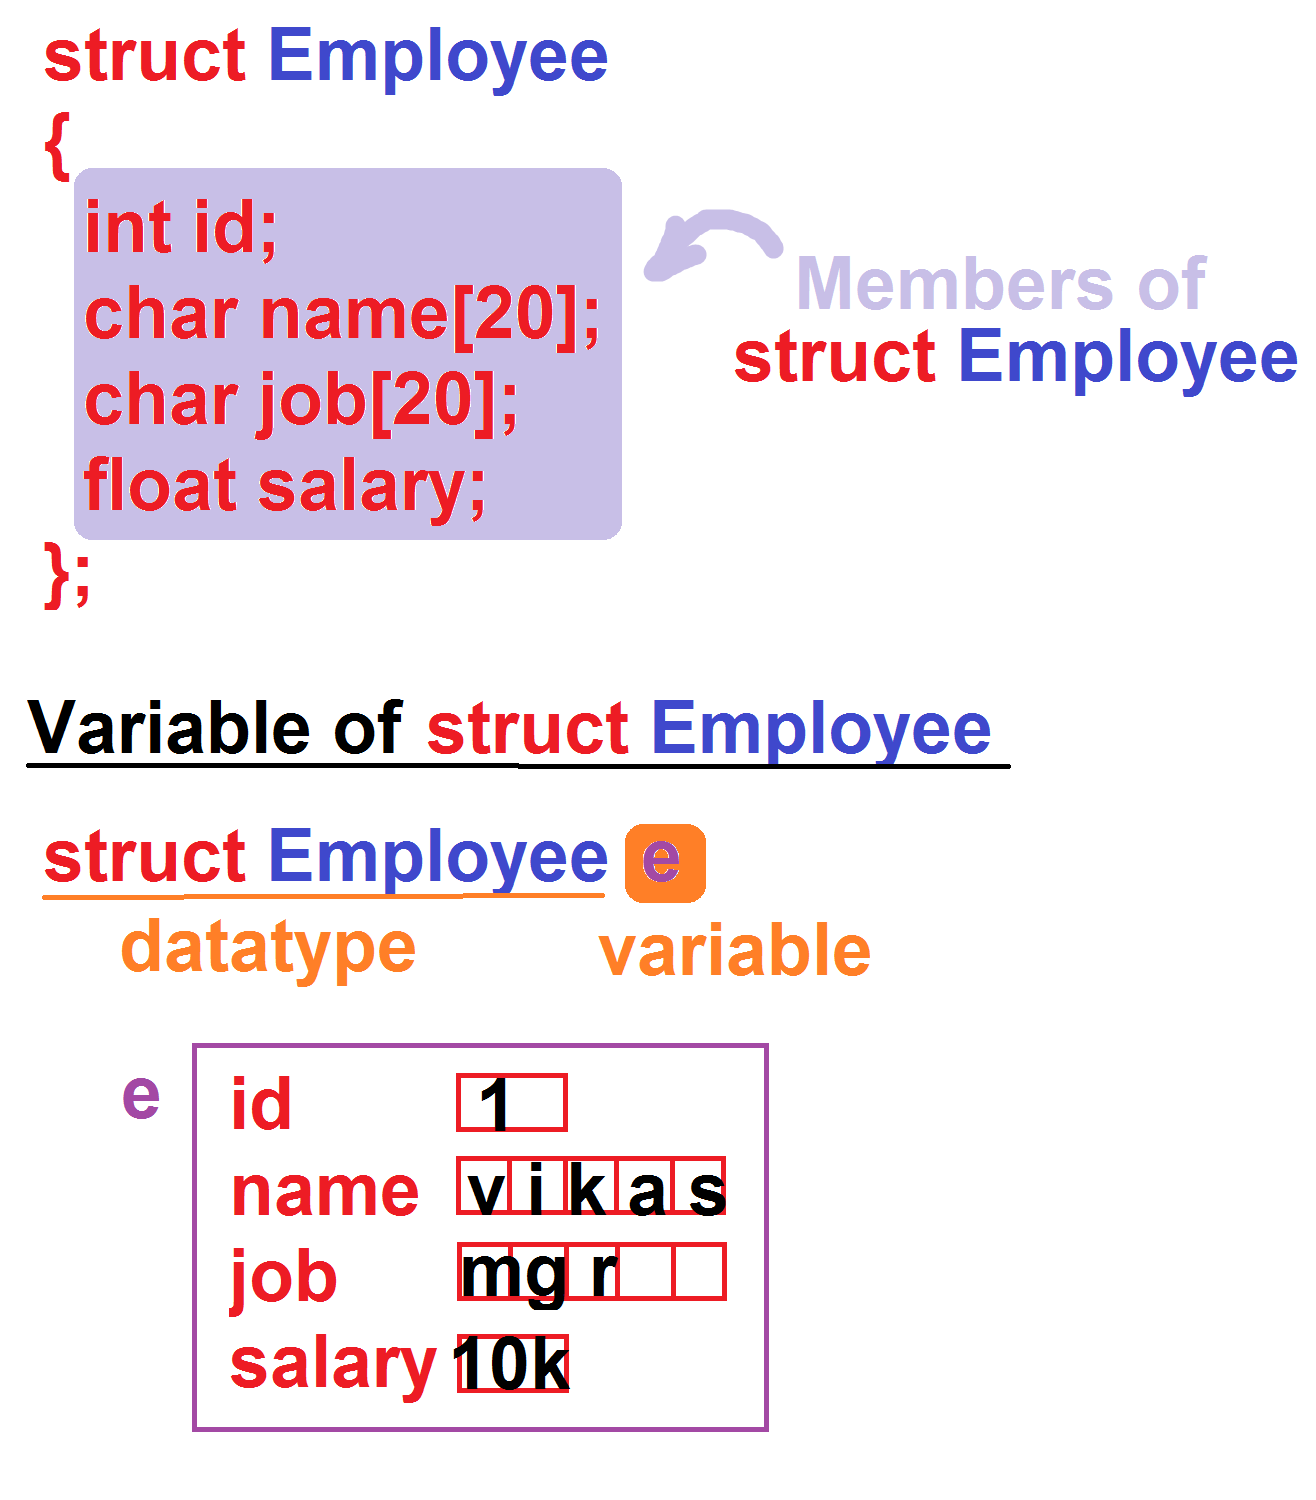 struct Employee
{
int id;
char name[20];
char job[20];
float salary;
};
Members of
struct Employee
Variable of struct Employee
struct Employee e
datatype variable
e
id 1
name v i k a s
job mg r
salary 10k